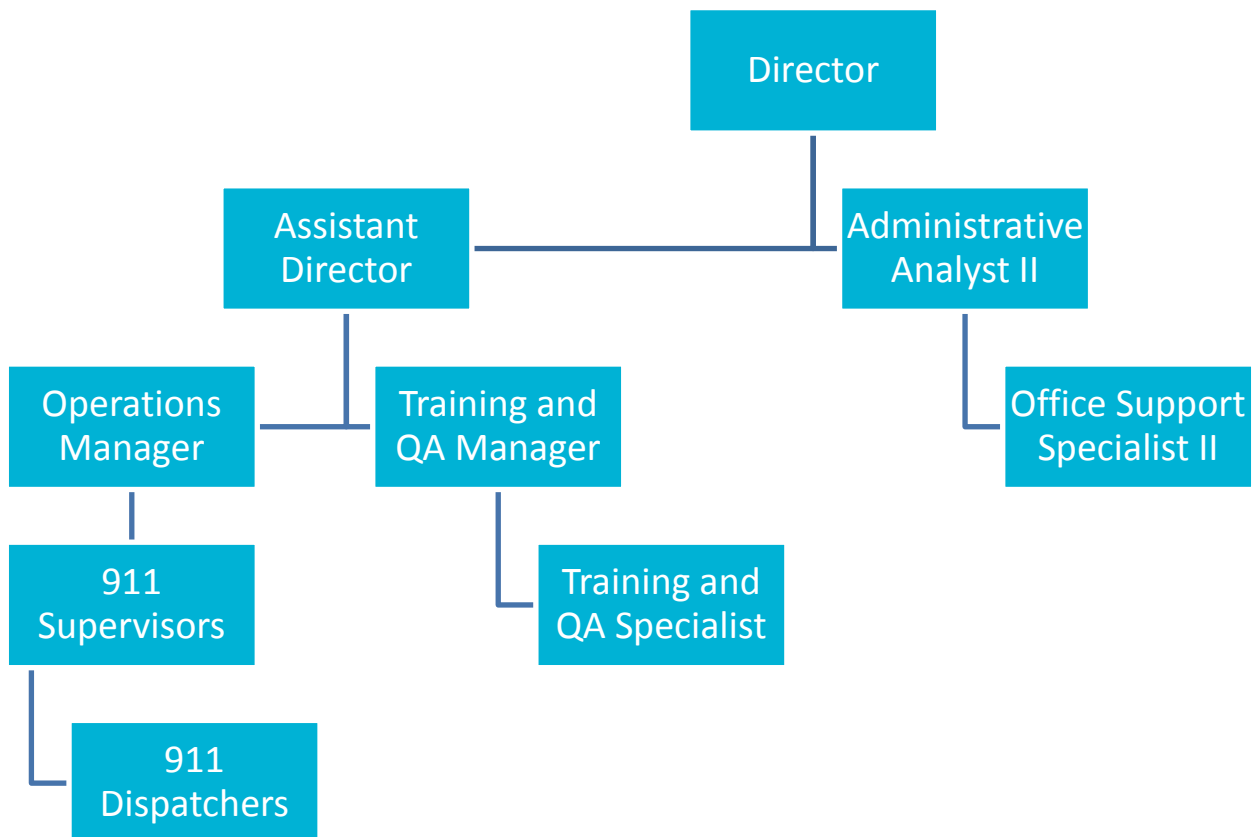 Director
Assistant
Director
Administrative
Analyst II
Operations
Manager
Training and
QA Manager
Office Support
Specialist II
911
Supervisors
Training and
QA Specialist
911
Dispatchers